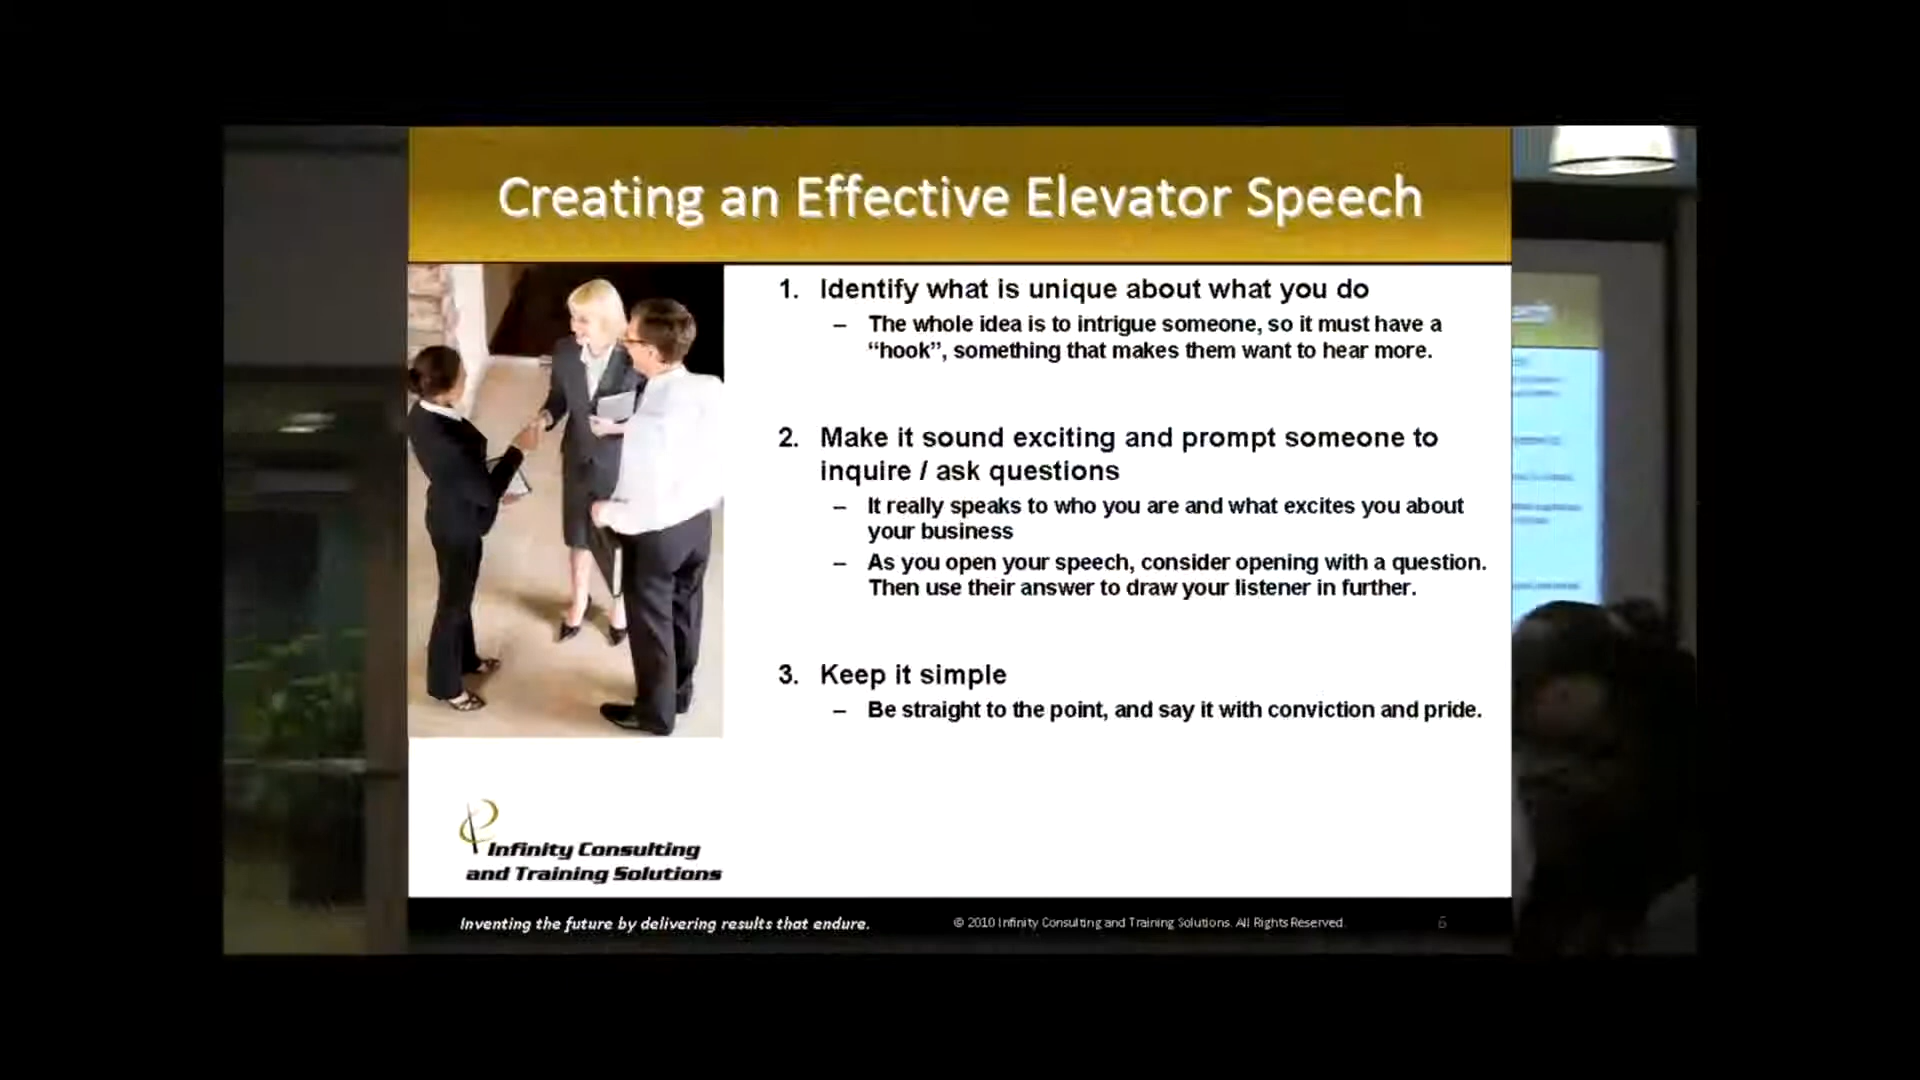 Creating an Effective Elevator Speech
1. Identify what is unique about what you do
– The whole idea is to intrigue someone, so it must have a
“hook”, something that makes them want to hear more.
2. Make it sound exciting and prompt someone to
inquire / ask questions
– It really speaks to who you are and what excites you about
your business
– As you open your speech, consider opening with a question.
Then use their answer to draw your listener in further.
3. Keep it simple
– Be straight to the point, and say it with conviction and pride.
Infinity Consulting
and Training Solutions
Inventing the future by delivering results that endure.
© 2010 Infinity Consulting and Training Solutions. All Rights Reserved.
6